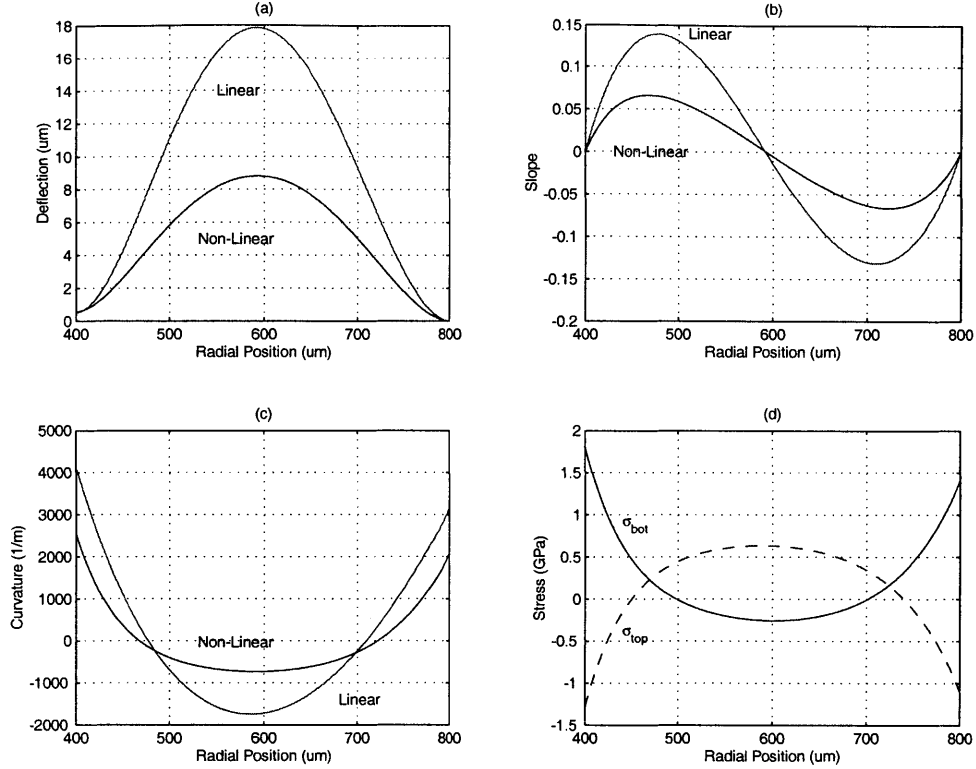 (a)
18
16
14
12
10
8
6
4
2
0
Deflection (um)
Linear
Non-Linear
400 500 600 700 800
Radial Position (um)
(b)
0.15
0.1
0.05
0
-0.05
-0.1
-0.15
-0.2
Slope
Linear
Non-Linear
400 500 600 700 800
Radial Position (um)
(c)
5000
4000
3000
2000
1000
0
-1000
-2000
Curvature (1/m)
Non-Linear
Linear
400 500 600 700 800
Radial Position (um)
(d)
2
1.5
1
0.5
0
-0.5
-1
-1.5
Stress (GPa)
σbot
σtop
400 500 600 700 800
Radial Position (um)